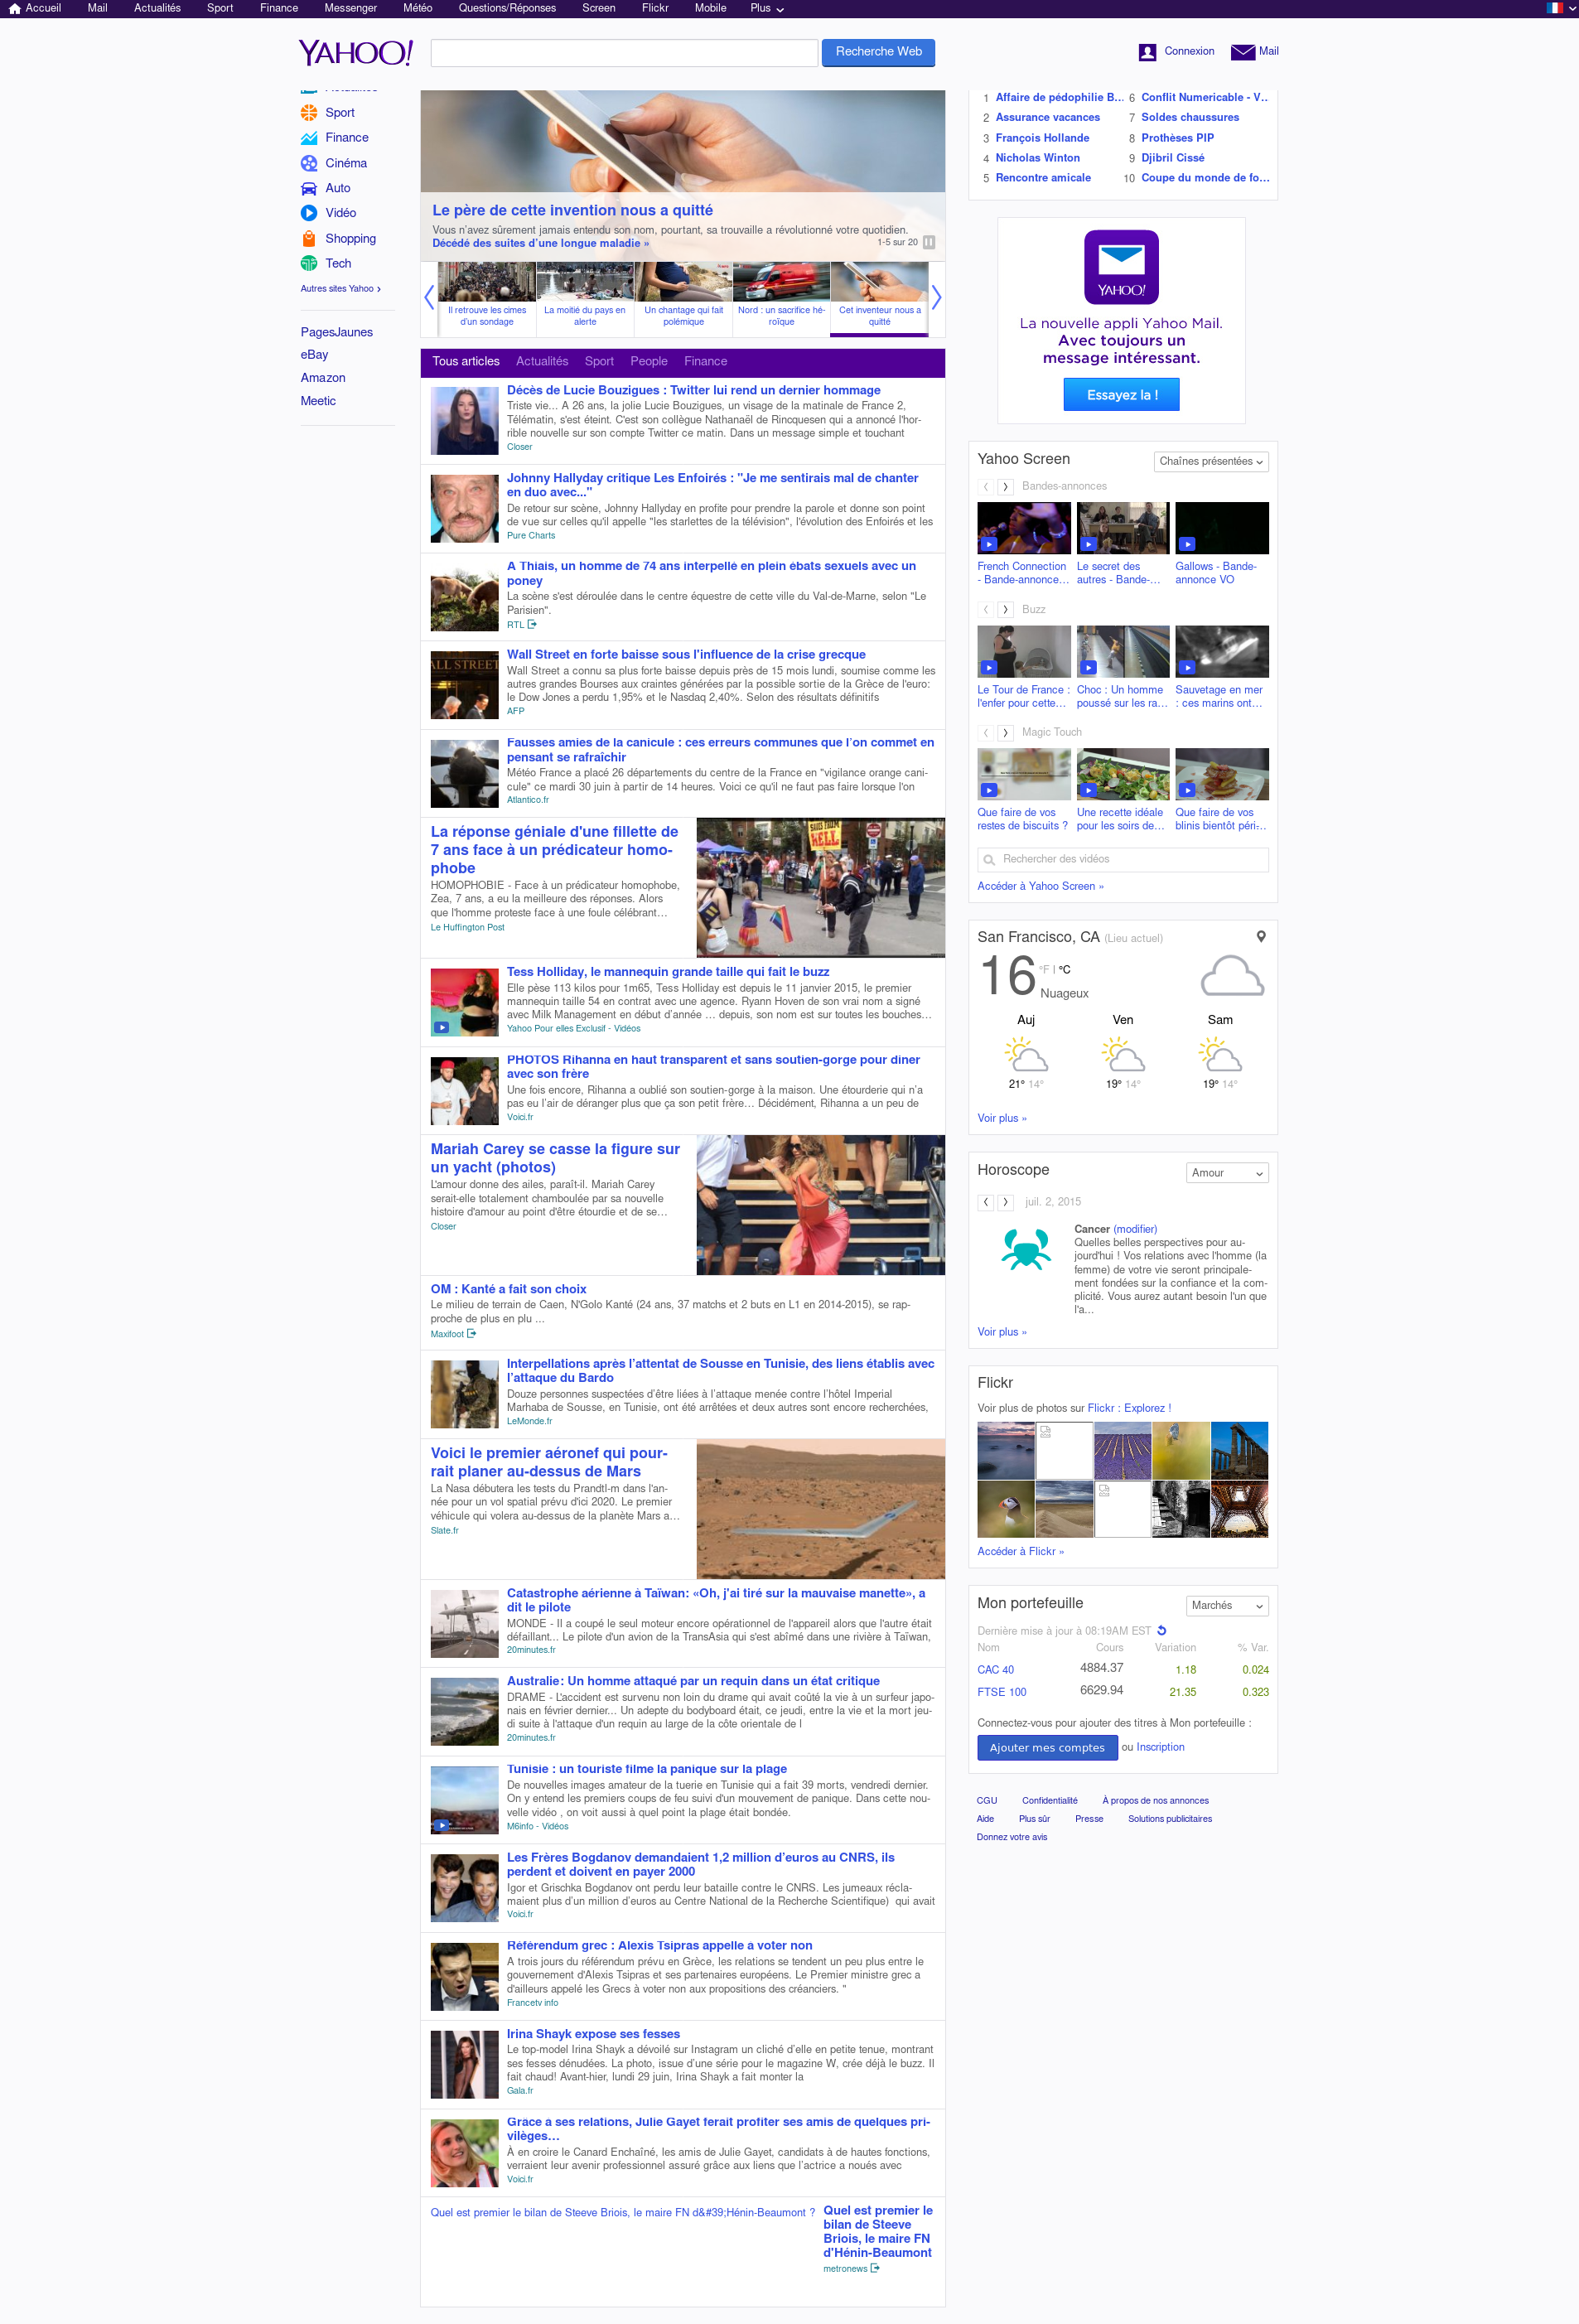 Accueil Mail Actualités Sport Finance Messenger Météo Questions/Réponses Screen Flickr Mobile Plus
YAHOO!
Recherche Web
Connexion
Mail
Sport
Finance
Cinéma
Auto
Vidéo
Shopping
Tech
Autres sites Yahoo ›
PagesJaunes
eBay
Amazon
Meetic
Le père de cette invention nous a quitté
Vous n'avez sûrement jamais entendu son nom, pourtant, sa trouvaille a révolutionné votre quotidien.
Décédé des suites d'une longue maladie »
1-5 sur 20
Il retrouve les cimes
d'un sondage
La moitié du pays en
alerte
Un chantage qui fait
polémique
Nord : un sacrifice hé-
roïque
Cet inventeur nous a
quitté
Tous articles Actualités Sport People Finance
Décès de Lucie Bouzigues : Twitter lui rend un dernier hommage
Triste vie... A 26 ans, la jolie Lucie Bouzigues, un visage de la matinale de France 2,
Télématin, s'est éteint. C'est son collègue Nathanaël de Rincquesen qui a annoncé l'hor-
rible nouvelle sur son compte Twitter ce matin. Dans un message simple et touchant
Closer
Johnny Hallyday critique Les Enfoirés : "Je me sentirais mal de chanter
en duo avec..."
De retour sur scène, Johnny Hallyday en profite pour prendre la parole et donne son point
de vue sur celles qu'il appelle "les starlettes de la télévision", l'évolution des Enfoirés et les
Pure Charts
A Thiais, un homme de 74 ans interpellé en plein ébats sexuels avec un
poney
La scène s'est déroulée dans le centre équestre de cette ville du Val-de-Marne, selon "Le
Parisien".
RTL
Wall Street en forte baisse sous l'influence de la crise grecque
Wall Street a connu sa plus forte baisse depuis près de 15 mois lundi, soumise comme les
autres grandes Bourses aux craintes générées par la possible sortie de la Grèce de l'euro:
le Dow Jones a perdu 1,95% et le Nasdaq 2,40%. Selon des résultats définitifs
AFP
Fausses amies de la canicule : ces erreurs communes que l'on commet en
pensant se rafraîchir
Météo France a placé 26 départements du centre de la France en "vigilance orange cani-
cule" ce mardi 30 juin à partir de 14 heures. Voici ce qu'il ne faut pas faire lorsque l'on
Atlantico.fr
La réponse géniale d'une fillette de
7 ans face à un prédicateur homo-
phobe
HOMOPHOBIE - Face à un prédicateur homophobe,
Zea, 7 ans, a eu la meilleure des réponses. Alors
que l'homme proteste face à une foule célébrant…
Le Huffington Post
Tess Holliday, le mannequin grande taille qui fait le buzz
Elle pèse 113 kilos pour 1m65, Tess Holliday est depuis le 11 janvier 2015, le premier
mannequin taille 54 en contrat avec une agence. Ryann Hoven de son vrai nom a signé
avec Milk Management en début d'année … depuis, son nom est sur toutes les bouches…
Yahoo Pour elles Exclusif - Vidéos
PHOTOS Rihanna en haut transparent et sans soutien-gorge pour dîner
avec son frère
Une fois encore, Rihanna a oublié son soutien-gorge à la maison. Une étourderie qui n'a
pas eu l'air de déranger plus que ça son petit frère… Décidément, Rihanna a un peu de
Voici.fr
Mariah Carey se casse la figure sur
un yacht (photos)
L'amour donne des ailes, paraît-il. Mariah Carey
serait-elle totalement chamboulée par sa nouvelle
histoire d'amour au point d'être étourdie et de se…
Closer
OM : Kanté a fait son choix
Le milieu de terrain de Caen, N'Golo Kanté (24 ans, 37 matchs et 2 buts en L1 en 2014-2015), se rap-
proche de plus en plu ...
Maxifoot
Interpellations après l'attentat de Sousse en Tunisie, des liens établis avec
l'attaque du Bardo
Douze personnes suspectées d'être liées à l'attaque menée contre l'hôtel Imperial
Marhaba de Sousse, en Tunisie, ont été arrêtées et deux autres sont encore recherchées,
LeMonde.fr
Voici le premier aéronef qui pour-
rait planer au-dessus de Mars
La Nasa débutera les tests du Prandtl-m dans l'an-
née pour un vol spatial prévu d'ici 2020. Le premier
véhicule qui volera au-dessus de la planète Mars a…
Slate.fr
Catastrophe aérienne à Taïwan: «Oh, j'ai tiré sur la mauvaise manette», a
dit le pilote
MONDE - Il a coupé le seul moteur encore opérationnel de l'appareil alors que l'autre était
défaillant... Le pilote d'un avion de la TransAsia qui s'est abîmé dans une rivière à Taïwan,
20minutes.fr
Australie: Un homme attaqué par un requin dans un état critique
DRAME - L'accident est survenu non loin du drame qui avait coûté la vie à un surfeur japo-
nais en février dernier... Un adepte du bodyboard était, ce jeudi, entre la vie et la mort jeu-
di suite à l'attaque d'un requin au large de la côte orientale de l
20minutes.fr
Tunisie : un touriste filme la panique sur la plage
De nouvelles images amateur de la tuerie en Tunisie qui a fait 39 morts, vendredi dernier.
On y entend les premiers coups de feu suivi d'un mouvement de panique. Dans cette nou-
velle vidéo , on voit aussi à quel point la plage était bondée.
M6info - Vidéos
Les Frères Bogdanov demandaient 1,2 million d'euros au CNRS, ils
perdent et doivent en payer 2000
Igor et Grischka Bogdanov ont perdu leur bataille contre le CNRS. Les jumeaux récla-
maient plus d'un million d'euros au Centre National de la Recherche Scientifique) qui avait
Voici.fr
Référendum grec : Alexis Tsipras appelle à voter non
A trois jours du référendum prévu en Grèce, les relations se tendent un peu plus entre le
gouvernement d'Alexis Tsipras et ses partenaires européens. Le Premier ministre grec a
d'ailleurs appelé les Grecs à voter non aux propositions des créanciers. "
Francetv info
Irina Shayk expose ses fesses
Le top-model Irina Shayk a dévoilé sur Instagram un cliché d'elle en petite tenue, montrant
ses fesses dénudées. La photo, issue d'une série pour le magazine W, crée déjà le buzz. Il
fait chaud! Avant-hier, lundi 29 juin, Irina Shayk a fait monter la
Gala.fr
Grâce à ses relations, Julie Gayet ferait profiter ses amis de quelques pri-
vilèges…
À en croire le Canard Enchaîné, les amis de Julie Gayet, candidats à de hautes fonctions,
verraient leur avenir professionnel assuré grâce aux liens que l'actrice a noués avec
Voici.fr
Quel est premier le bilan de Steeve Briois, le maire FN d&#39;Hénin-Beaumont ?
Quel est premier le
bilan de Steeve
Briois, le maire FN
d'Hénin-Beaumont
metronews
1 Affaire de pédophilie B…
2 Assurance vacances
3 François Hollande
4 Nicholas Winton
5 Rencontre amicale
6 Conflit Numericable - V…
7 Soldes chaussures
8 Prothèses PIP
9 Djibril Cissé
10 Coupe du monde de fo…
YAHOO!
La nouvelle appli Yahoo Mail.
Avec toujours un
message intéressant.
Essayez la !
Yahoo Screen
Chaînes présentées
Bandes-annonces
French Connection
- Bande-annonce…
Le secret des
autres - Bande-…
Gallows - Bande-
annonce VO
Buzz
Le Tour de France :
l'enfer pour cette…
Choc : Un homme
poussé sur les ra…
Sauvetage en mer
: ces marins ont…
Magic Touch
Que faire de vos
restes de biscuits ?
Une recette idéale
pour les soirs de…
Que faire de vos
blinis bientôt péri-…
Rechercher des vidéos
Accéder à Yahoo Screen »
San Francisco, CA (Lieu actuel)
16 °F | °C
Nuageux
Auj Ven Sam
21° 14° 19° 14° 19° 14°
Voir plus »
Horoscope
Amour
juil. 2, 2015
Cancer (modifier)
Quelles belles perspectives pour au-
jourd'hui ! Vos relations avec l'homme (la
femme) de votre vie seront principale-
ment fondées sur la confiance et la com-
plicité. Vous aurez autant besoin l'un que
l'a...
Voir plus »
Flickr
Voir plus de photos sur Flickr : Explorez !
Accéder à Flickr »
Mon portefeuille
Marchés
Dernière mise à jour à 08:19AM EST
Nom Cours Variation % Var.
CAC 40 4884.37 1.18 0.024
FTSE 100 6629.94 21.35 0.323
Connectez-vous pour ajouter des titres à Mon portefeuille :
Ajouter mes comptes ou Inscription
CGU Confidentialité À propos de nos annonces
Aide Plus sûr Presse Solutions publicitaires
Donnez votre avis